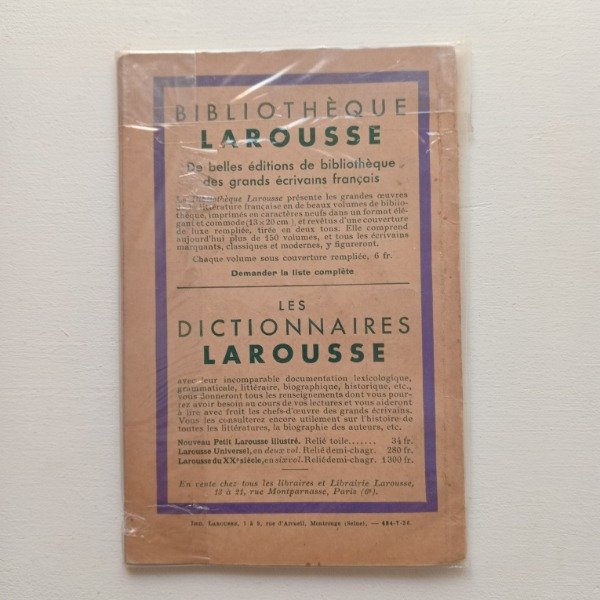 BIBLIOTHÈQUE
LAROUSSE
De belles éditions de bibliothèque
des grands écrivains français
La Bibliothèque Larousse présente les grandes œuvres
littérature française en de beaux volumes de biblio-
thèque, imprimés en caractères neufs dans un format élé-
gant et commode (13 × 20 cm), et revêtus d'une couverture
de luxe rempliée, tirée en deux tons. Elle comprend
aujourd'hui plus de 150 volumes, et tous les écrivains
marquants, classiques et modernes, y figureront.
Chaque volume sous couverture rempliée, 6 fr.
Demander la liste complète
LES
DICTIONNAIRES
LAROUSSE
avec leur incomparable documentation lexicologique,
grammaticale, littéraire, biographique, historique, etc.,
vous donneront tous les renseignements dont vous pour-
rez avoir besoin au cours de vos lectures et vous aideront
à lire avec fruit les chefs-d'œuvre des grands écrivains.
Vous les consulterez encore utilement sur l'histoire de
toutes les littératures, la biographie des auteurs, etc.
Nouveau Petit Larousse illustré. Relié toile....... 34 fr.
Larousse Universel, en deux vol. Relié demi-chagr. 280 fr.
Larousse du XXe siècle, en six vol. Relié demi-chagr. 1 300 fr.
En vente chez tous les libraires et Librairie Larousse,
13 à 21, rue Montparnasse, Paris (6e).
IMP. LAROUSSE, 1 à 9, rue d'Arcueil, Montrouge (Seine). —